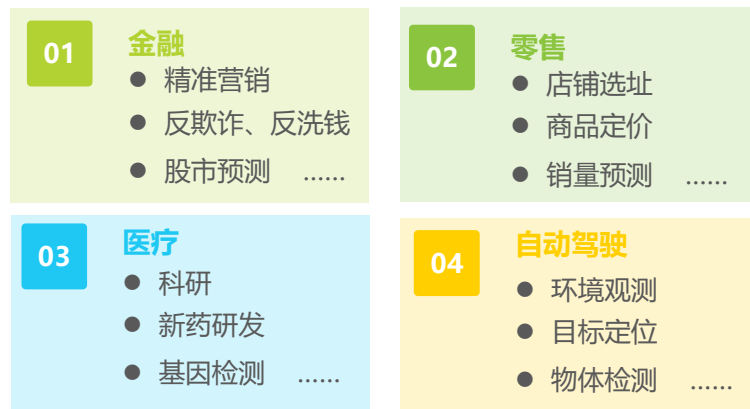 01
金融
● 精准营销
● 反欺诈、反洗钱
● 股市预测 ......
02
零售
● 店铺选址
● 商品定价
● 销量预测 ......
03
医疗
● 科研
● 新药研发
● 基因检测 ......
04
自动驾驶
● 环境观测
● 目标定位
● 物体检测 ......